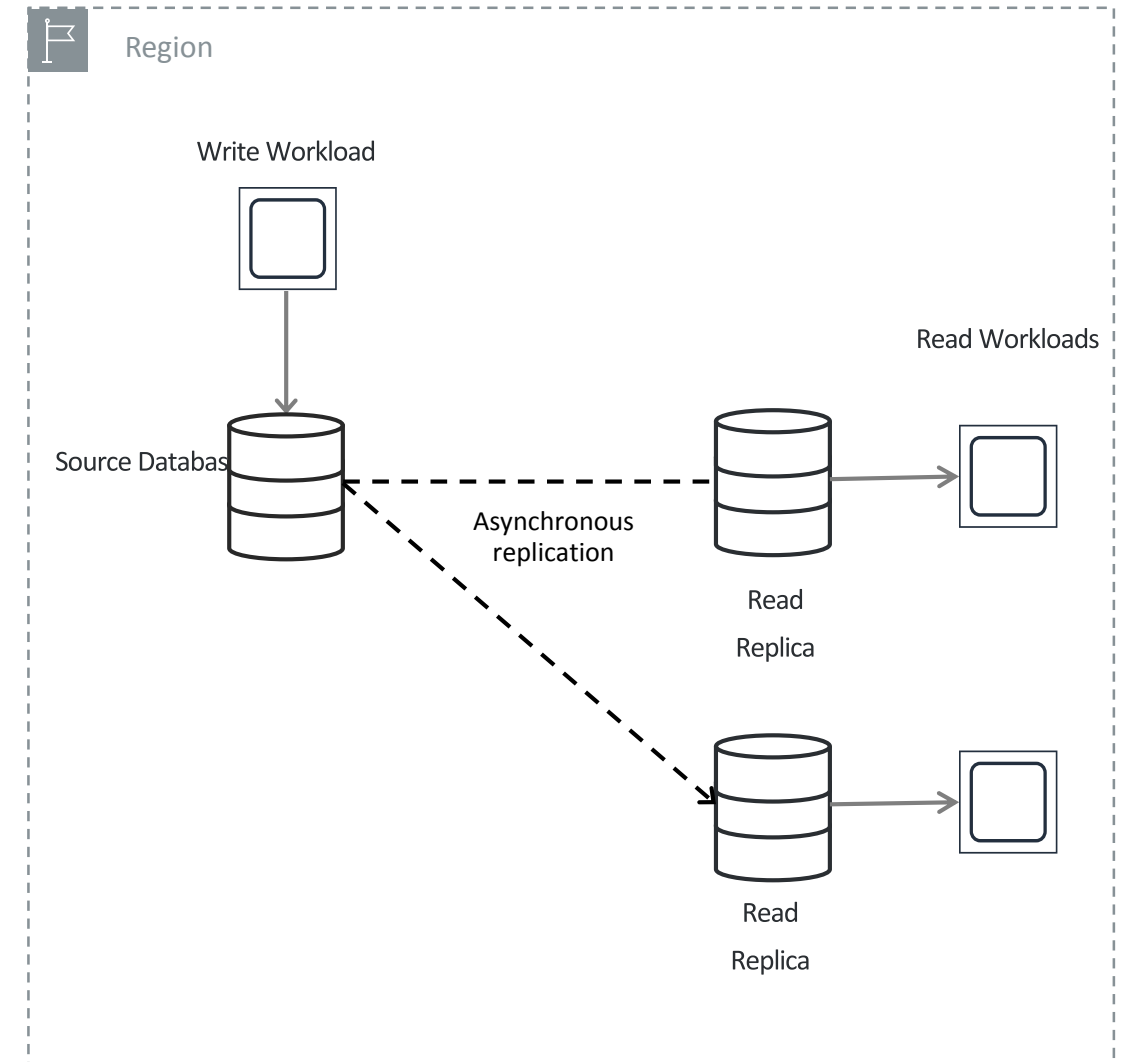 Region
Write Workload
Read Workloads
Source Databas
Asynchronous
replication
Read
Replica
Read
Replica